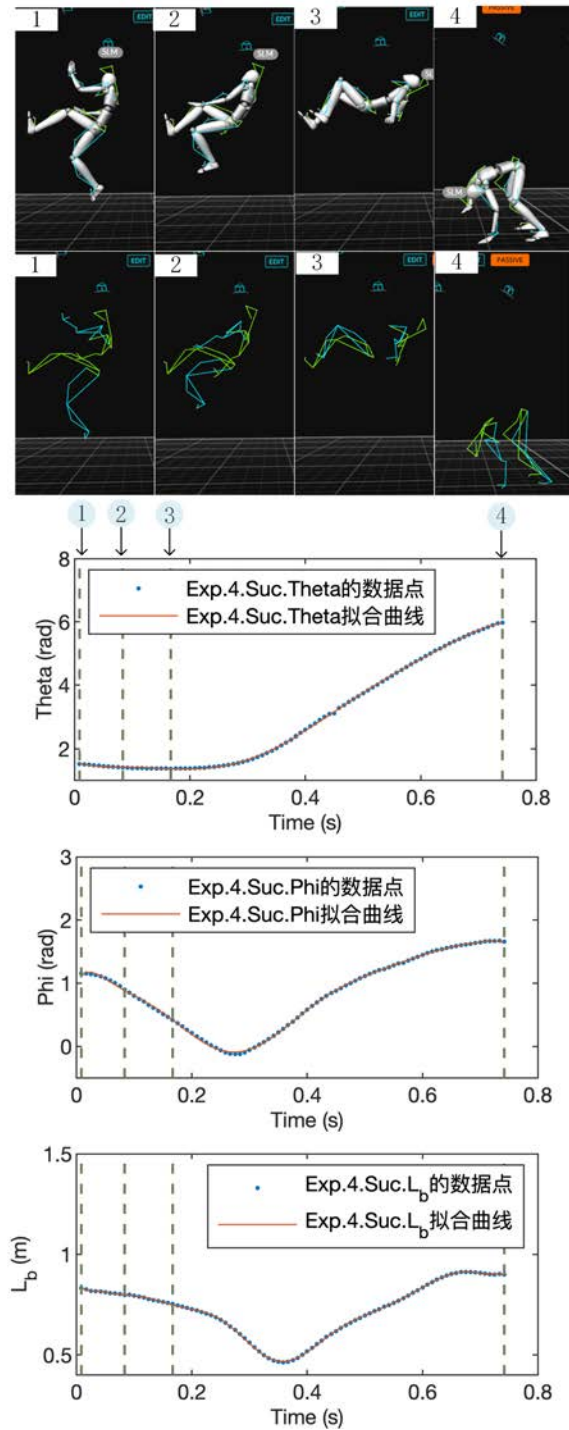 1
EDIT
SLM
2
EDIT
SLM
3
EDIT
4
PASSIVE
SLM
1
EDIT
2
EDIT
3
EDIT
4
PASSIVE
1
2
3
4
8
6
4
2
Theta (rad)
Exp.4.Suc.Theta的数据点
Exp.4.Suc.Theta拟合曲线
0
0.2
0.4
0.6
0.8
Time (s)
3
2
1
0
Phi (rad)
Exp.4.Suc.Phi的数据点
Exp.4.Suc.Phi拟合曲线
0
0.2
0.4
0.6
0.8
Time (s)
1.5
1
0.5
L_b (m)
Exp.4.Suc.L_b的数据点
Exp.4.Suc.L_b拟合曲线
0
0.2
0.4
0.6
0.8
Time (s)